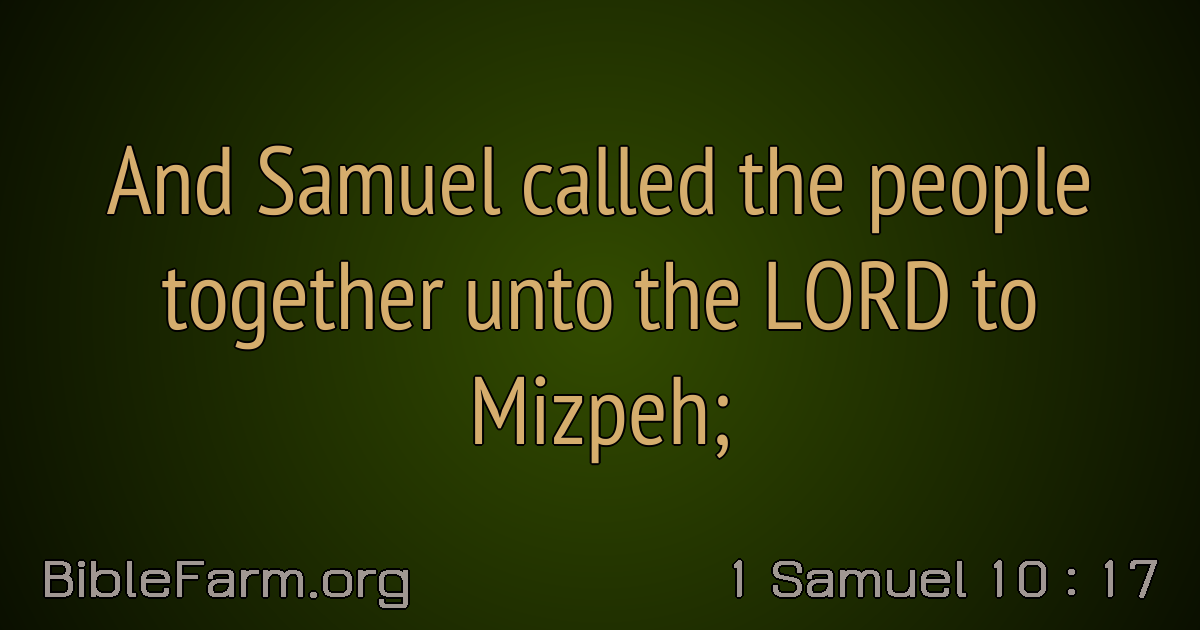 And Samuel called the people
together unto the LORD to
Mizpeh;
BibleFarm.org
1 Samuel 10 : 17